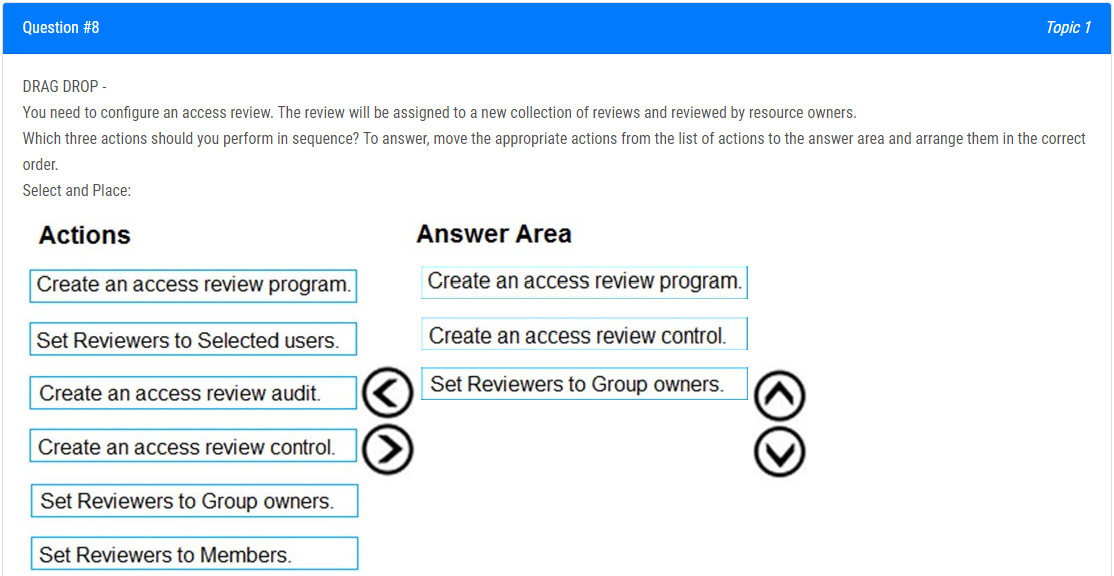 Question #8
Topic 1
DRAG DROP -
You need to configure an access review. The review will be assigned to a new collection of reviews and reviewed by resource owners.
Which three actions should you perform in sequence? To answer, move the appropriate actions from the list of actions to the answer area and arrange them in the correct
order.
Select and Place:
Actions
Create an access review program.
Set Reviewers to Selected users.
Create an access review audit.
Create an access review control.
Set Reviewers to Group owners.
Set Reviewers to Members.
Answer Area
Create an access review program.
Create an access review control.
Set Reviewers to Group owners.